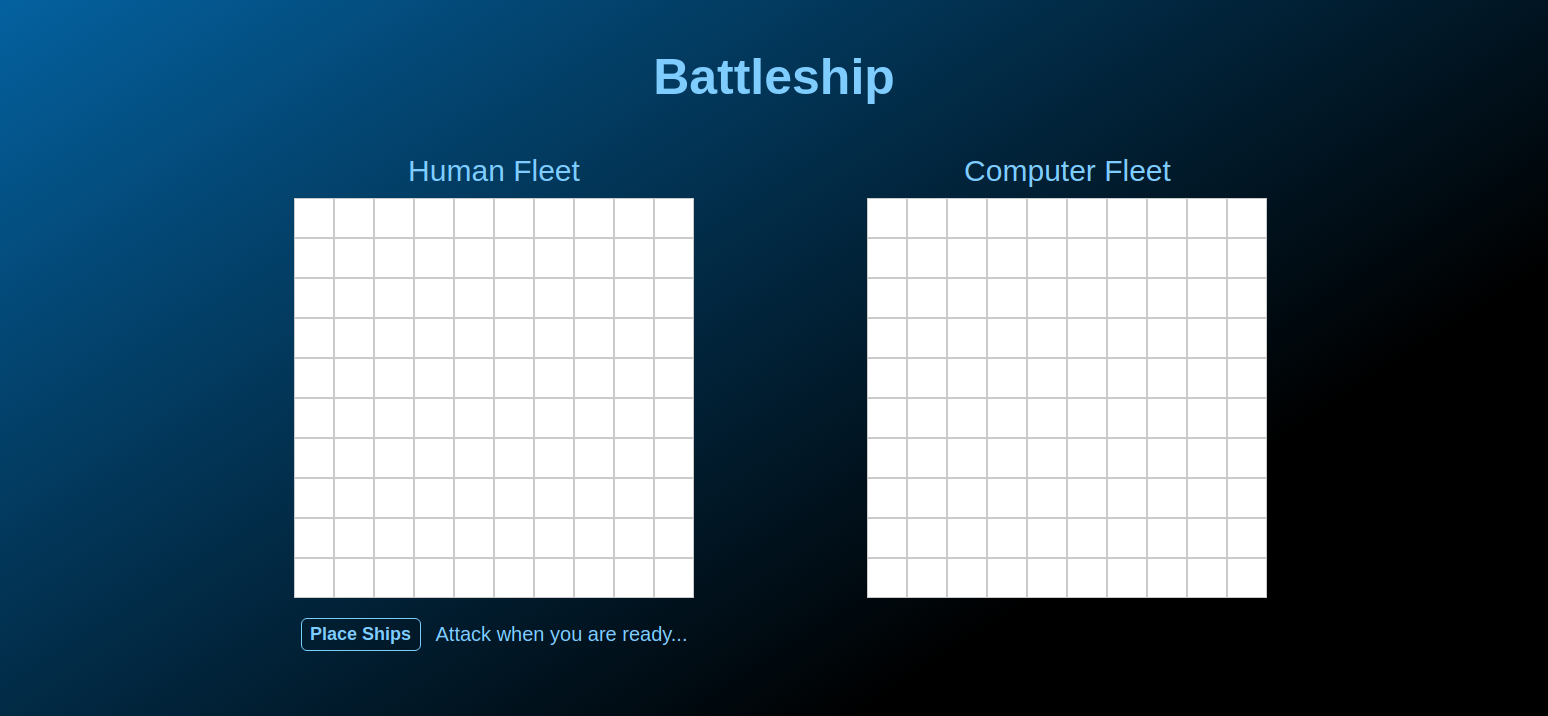 Battleship
Human Fleet
Computer Fleet
Place Ships
Attack when you are ready...